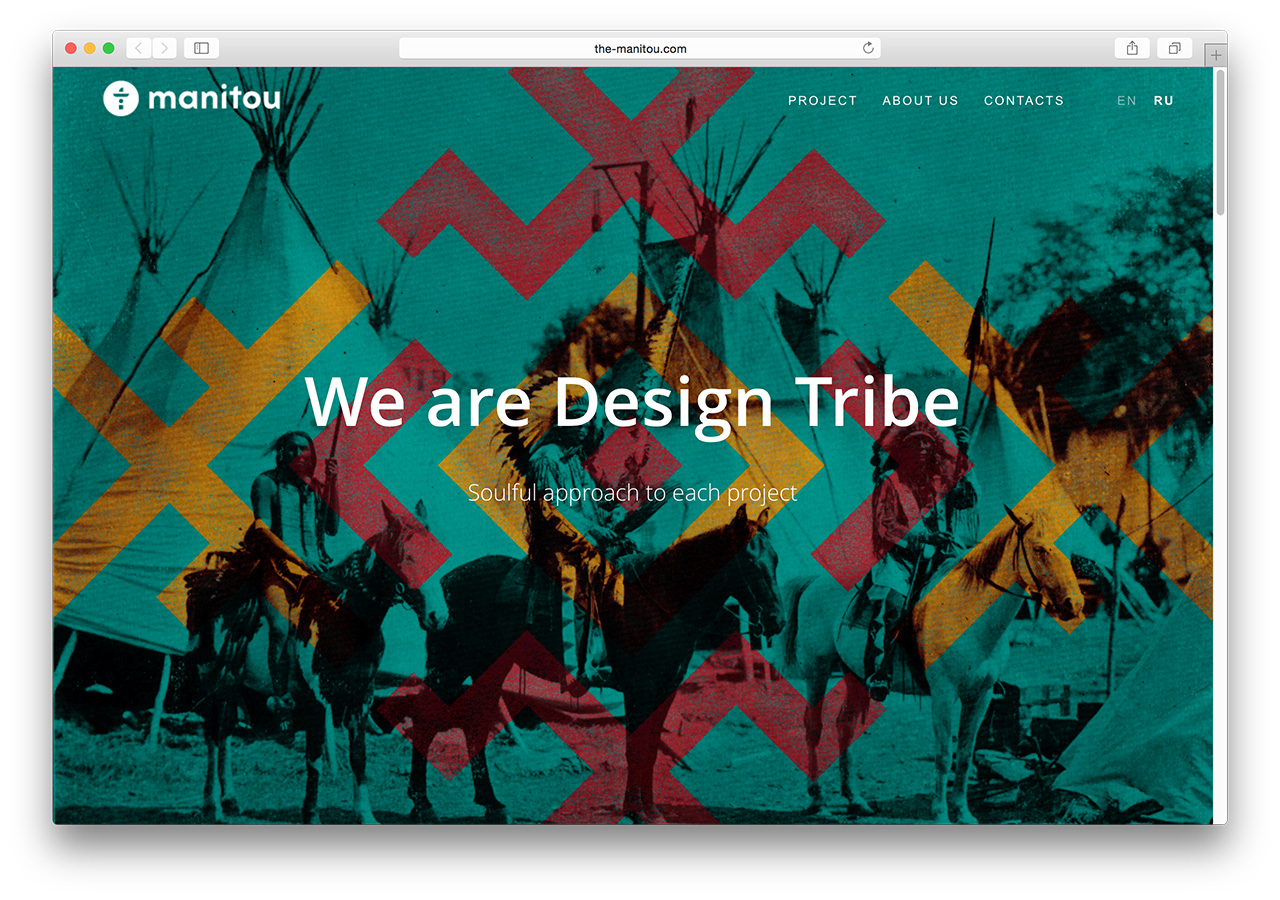 the-manitou.com
manitou
PROJECT ABOUT US CONTACTS EN RU
We are Design Tribe
Soulful approach to each project